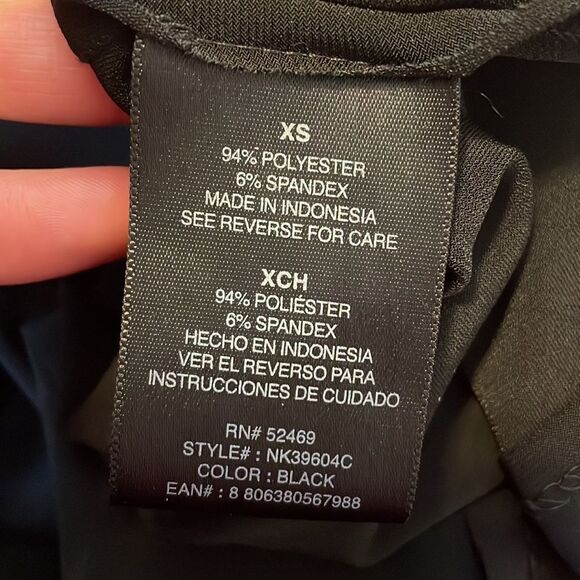 XS
94% POLYESTER
6% SPANDEX
MADE IN INDONESIA
SEE REVERSE FOR CARE
XCH
94% POLIÉSTER
6% SPANDEX
HECHO EN INDONESIA
VER EL REVERSO PARA
INSTRUCCIONES DE CUIDADO
RN# 52469
STYLE# : NK39604C
COLOR : BLACK
EAN# : 8 806380567988